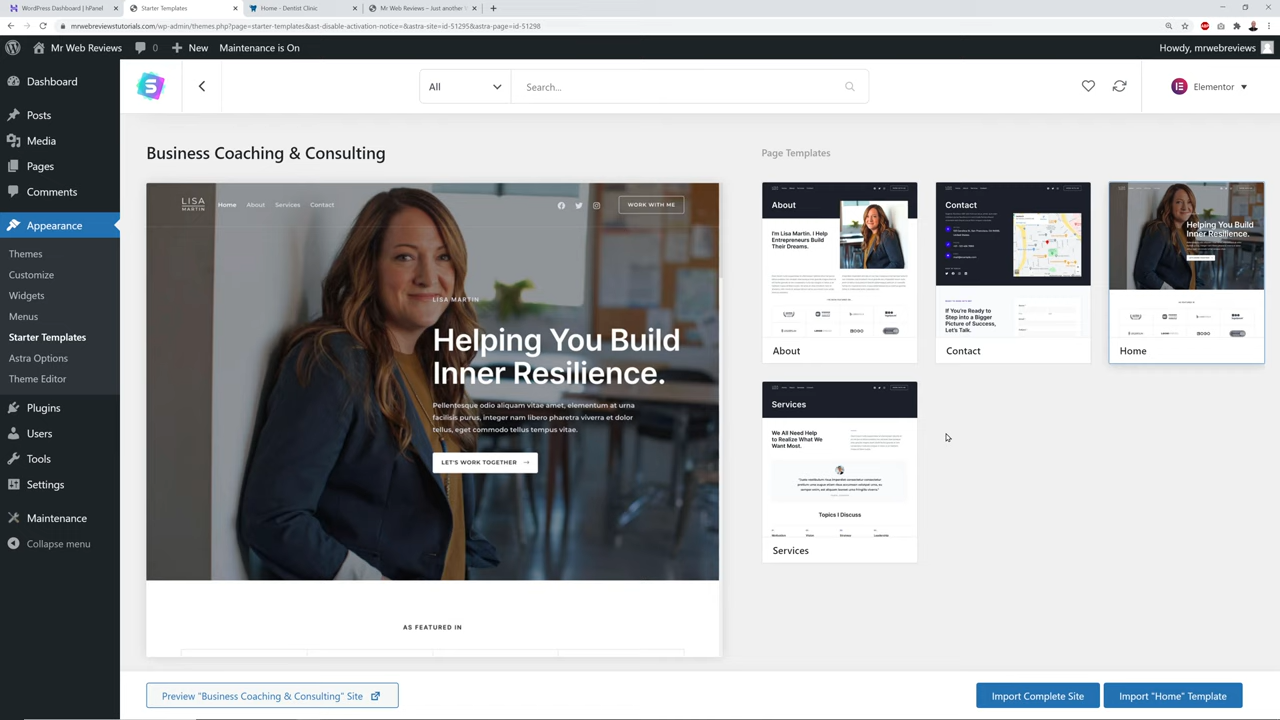 WordPress Dashboard | hPanel
Starter Templates
Home - Dentist Clinic
Mr Web Reviews – Just another
mrwebreviewstutorials.com/wp-admin/themes.php?page=starter-templates&ast-disable-activation-notice=&astra-site=id-51295&astra-page=id-51298
Mr Web Reviews
0
New
Maintenance is On
Howdy, mrwebreviews
Dashboard
Posts
Media
Pages
Comments
Appearance
Themes
Customize
Widgets
Menus
Starter Templates
Astra Options
Theme Editor
Plugins
Users
Tools
Settings
Maintenance
Collapse menu
All
Search...
Elementor
Business Coaching & Consulting
LISA
MARTIN
Home
About
Services
Contact
WORK WITH ME
LISA MARTIN
Helping You Build
Inner Resilience.
Pellentesque odio aliquam vitae amet, elementum at urna
facilisis purus, integer nam libero pharetra viverra et dolor
tellus, eget commodo tellus tempus vitae.
LET'S WORK TOGETHER
AS FEATURED IN
Page Templates
About
I'm Lisa Martin. I Help
Entrepreneurs Build
Their Dreams.
About
Contact
If You're Ready to
Step into a Bigger
Picture of Success,
Let's Talk.
Contact
Helping You Build
Inner Resilience.
Home
Services
We All Need Help
to Realize What We
Want Most.
Topics I Discuss
Services
Preview "Business Coaching & Consulting" Site
Import Complete Site
Import "Home" Template